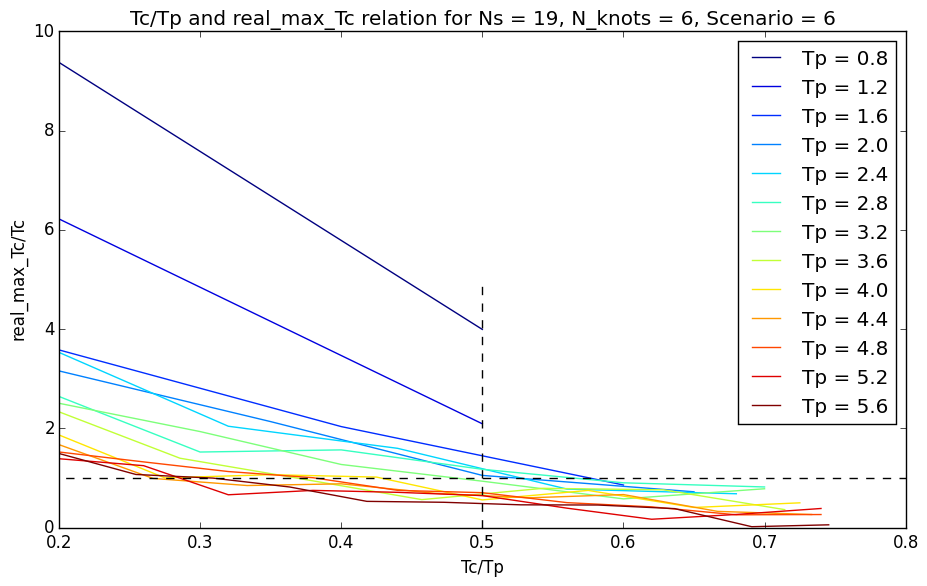 Tc/Tp and real_max_Tc relation for Ns = 19, N_knots = 6, Scenario = 6
10
8
6
4
2
0
real_max_Tc/Tc
Tp = 0.8
Tp = 1.2
Tp = 1.6
Tp = 2.0
Tp = 2.4
Tp = 2.8
Tp = 3.2
Tp = 3.6
Tp = 4.0
Tp = 4.4
Tp = 4.8
Tp = 5.2
Tp = 5.6
0.2 0.3 0.4 0.5 0.6 0.7 0.8
Tc/Tp